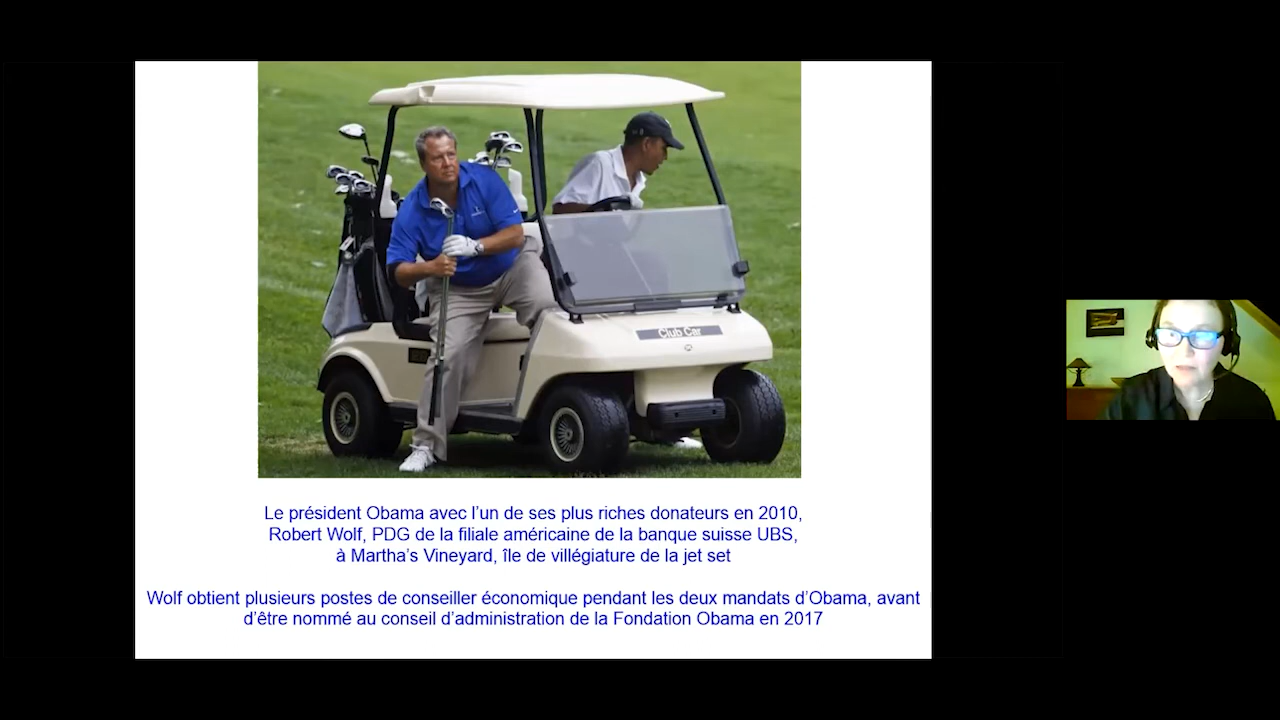 Club Car
Le président Obama avec l'un de ses plus riches donateurs en 2010,
Robert Wolf, PDG de la filiale américaine de la banque suisse UBS,
à Martha's Vineyard, île de villégiature de la jet set
Wolf obtient plusieurs postes de conseiller économique pendant les deux mandats d'Obama, avant
d'être nommé au conseil d'administration de la Fondation Obama en 2017